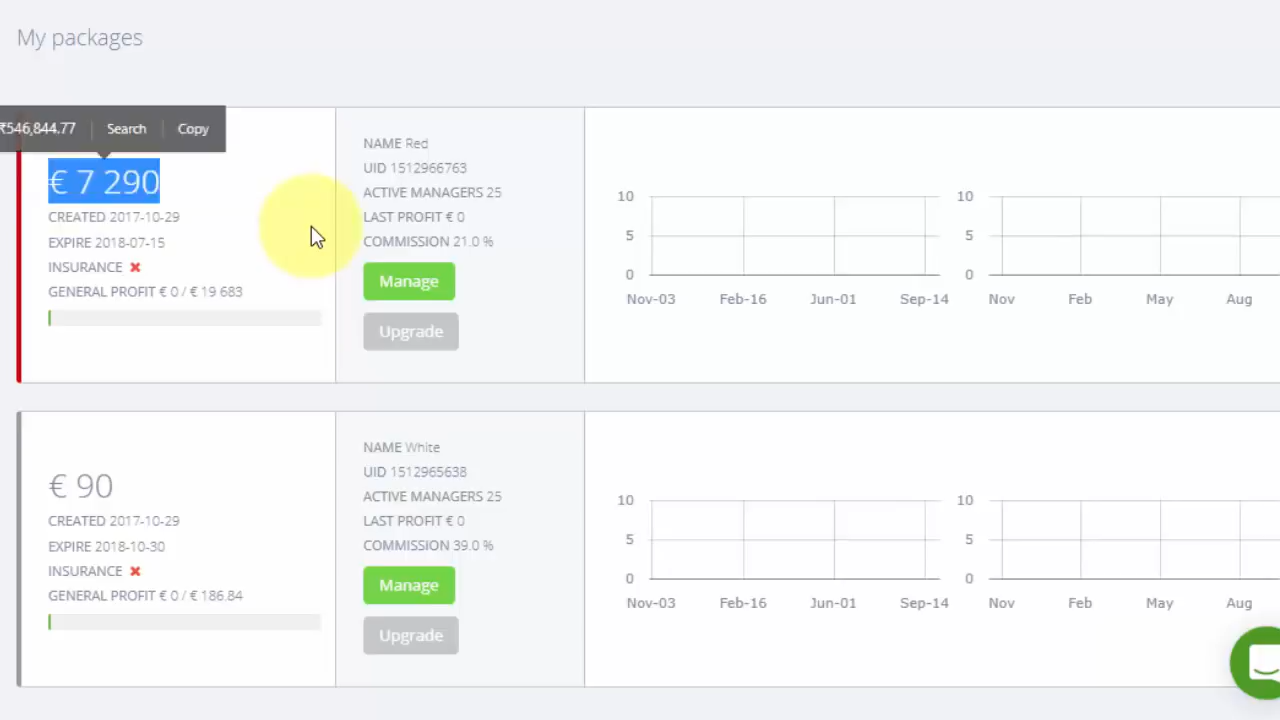 My packages
₹546,844.77 Search Copy
€ 7 290
CREATED 2017-10-29
EXPIRE 2018-07-15
INSURANCE ✖
GENERAL PROFIT € 0 / € 19 683
NAME Red
UID 1512966763
ACTIVE MANAGERS 25
LAST PROFIT € 0
COMMISSION 21.0 %
Manage
Upgrade
10
5
0
Nov-03 Feb-16 Jun-01 Sep-14
10
5
0
Nov Feb May Aug
€ 90
CREATED 2017-10-29
EXPIRE 2018-10-30
INSURANCE ✖
GENERAL PROFIT € 0 / € 186.84
NAME White
UID 1512965638
ACTIVE MANAGERS 25
LAST PROFIT € 0
COMMISSION 39.0 %
Manage
Upgrade
10
5
0
Nov-03 Feb-16 Jun-01 Sep-14
10
5
0
Nov Feb May Aug